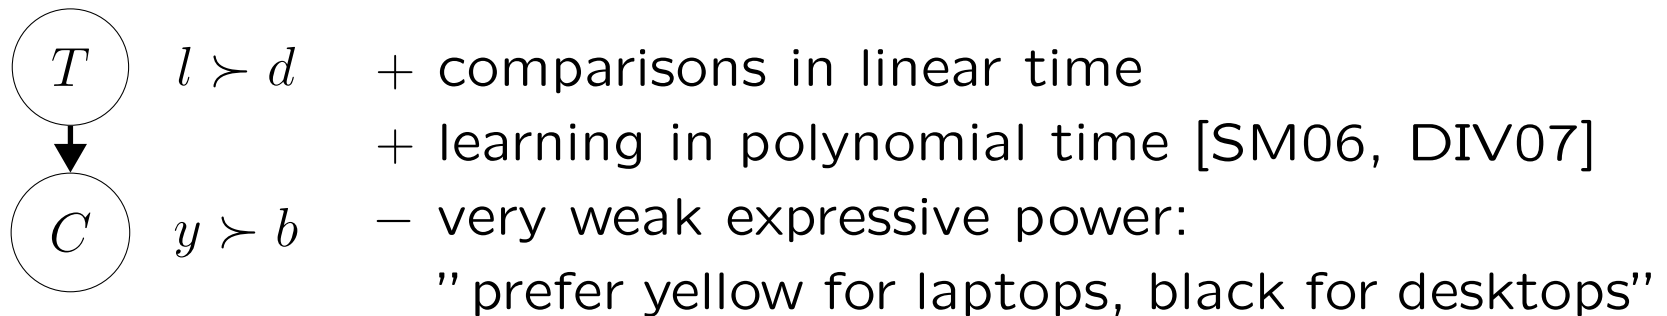 T l ≻ d + comparisons in linear time
+ learning in polynomial time [SM06, DIV07]
C y ≻ b − very weak expressive power:
”prefer yellow for laptops, black for desktops”